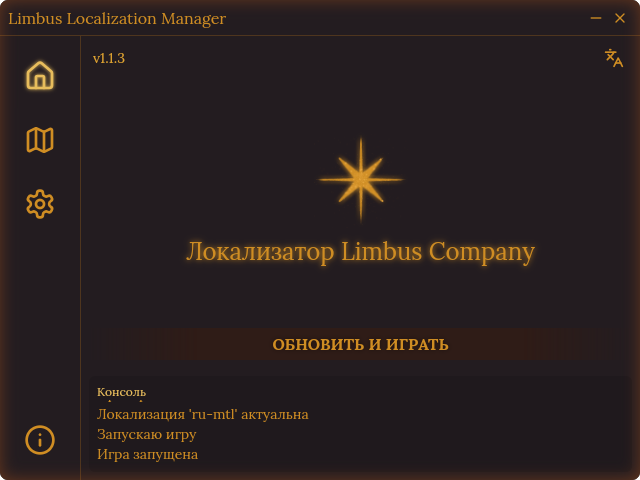 Limbus Localization Manager
v1.1.3
Локализатор Limbus Company
ОБНОВИТЬ И ИГРАТЬ
Консоль
Локализация 'ru-mtl' актуальна
Запускаю игру
Игра запущена